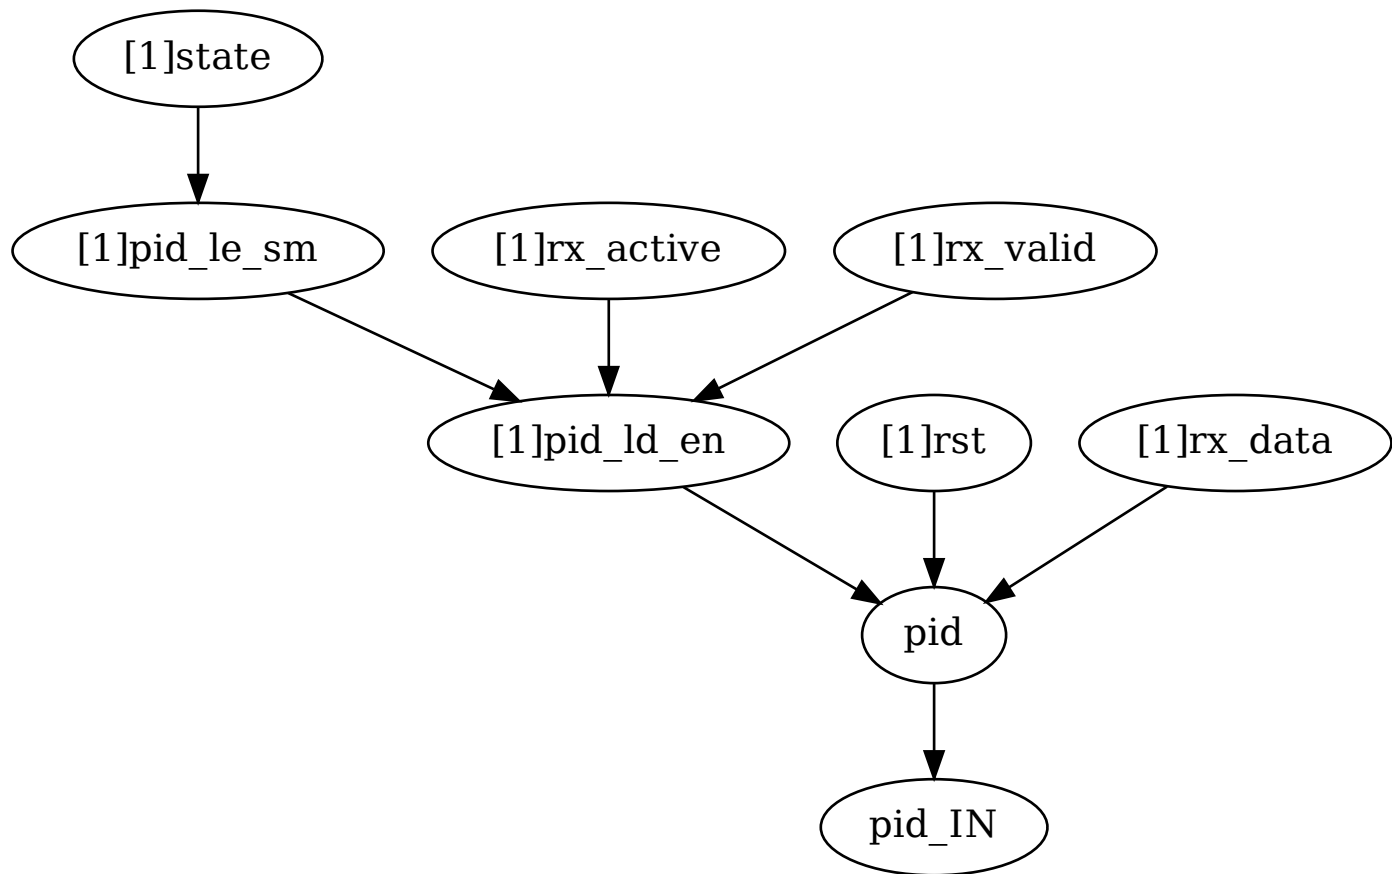 [1]state
[1]pid_le_sm
[1]rx_active
[1]rx_valid
[1]pid_ld_en
[1]rst
[1]rx_data
pid
pid_IN